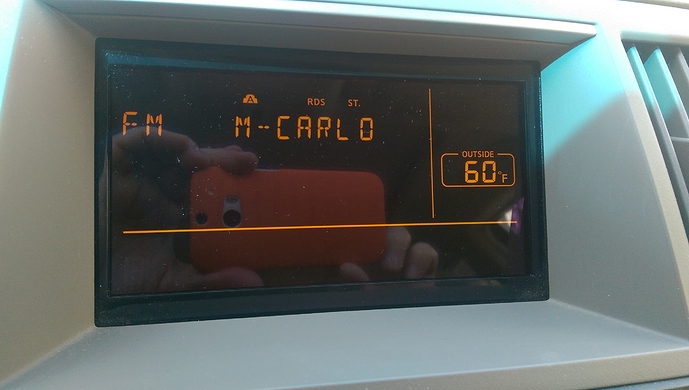 RDS ST.
FM M-CARLO
OUTSIDE
60°F